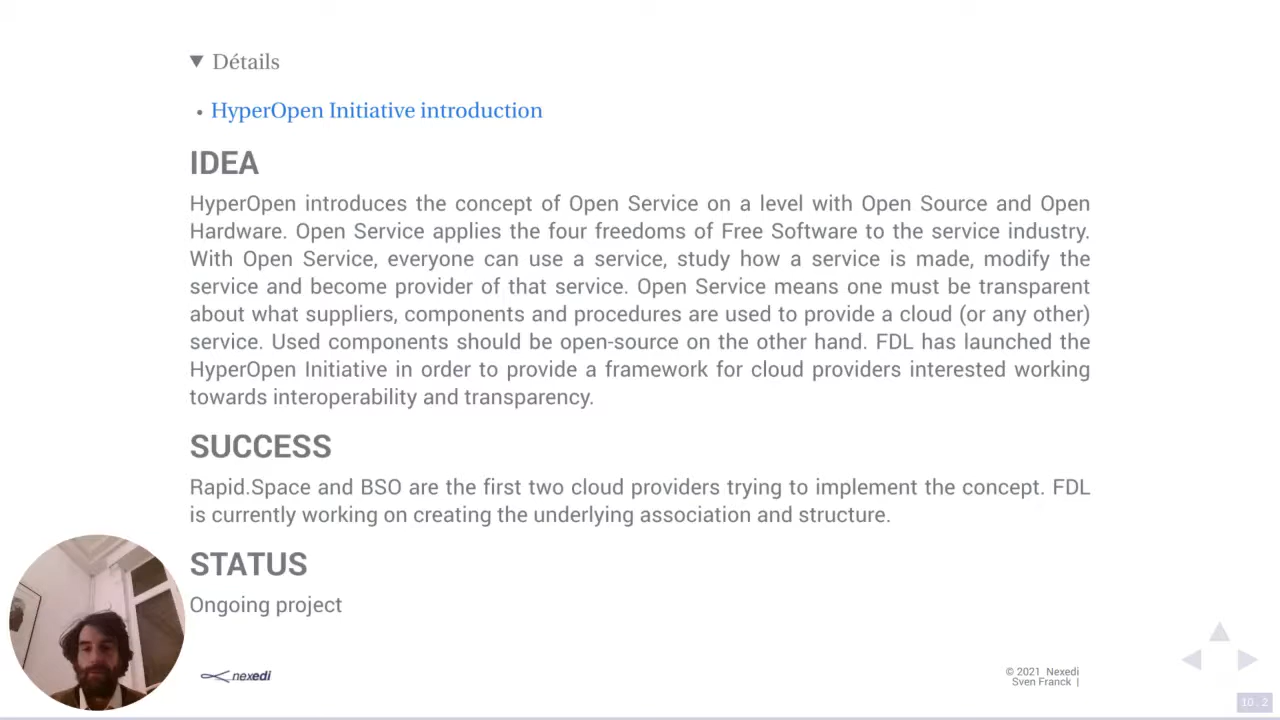 ▼ Détails
• HyperOpen Initiative introduction
IDEA
HyperOpen introduces the concept of Open Service on a level with Open Source and Open
Hardware. Open Service applies the four freedoms of Free Software to the service industry.
With Open Service, everyone can use a service, study how a service is made, modify the
service and become provider of that service. Open Service means one must be transparent
about what suppliers, components and procedures are used to provide a cloud (or any other)
service. Used components should be open-source on the other hand. FDL has launched the
HyperOpen Initiative in order to provide a framework for cloud providers interested working
towards interoperability and transparency.
SUCCESS
Rapid.Space and BSO are the first two cloud providers trying to implement the concept. FDL
is currently working on creating the underlying association and structure.
STATUS
Ongoing project
nexedi
© 2021 Nexedi
Sven Franck |
10 . 2